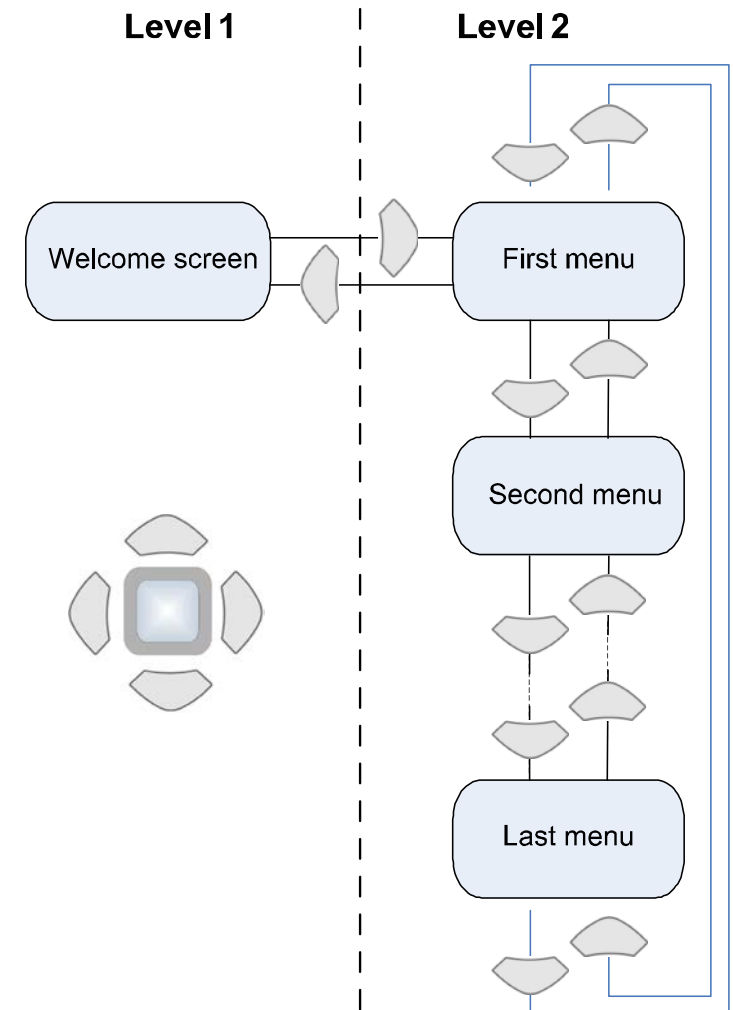 Level 1
Level 2
Welcome screen
First menu
Second menu
Last menu